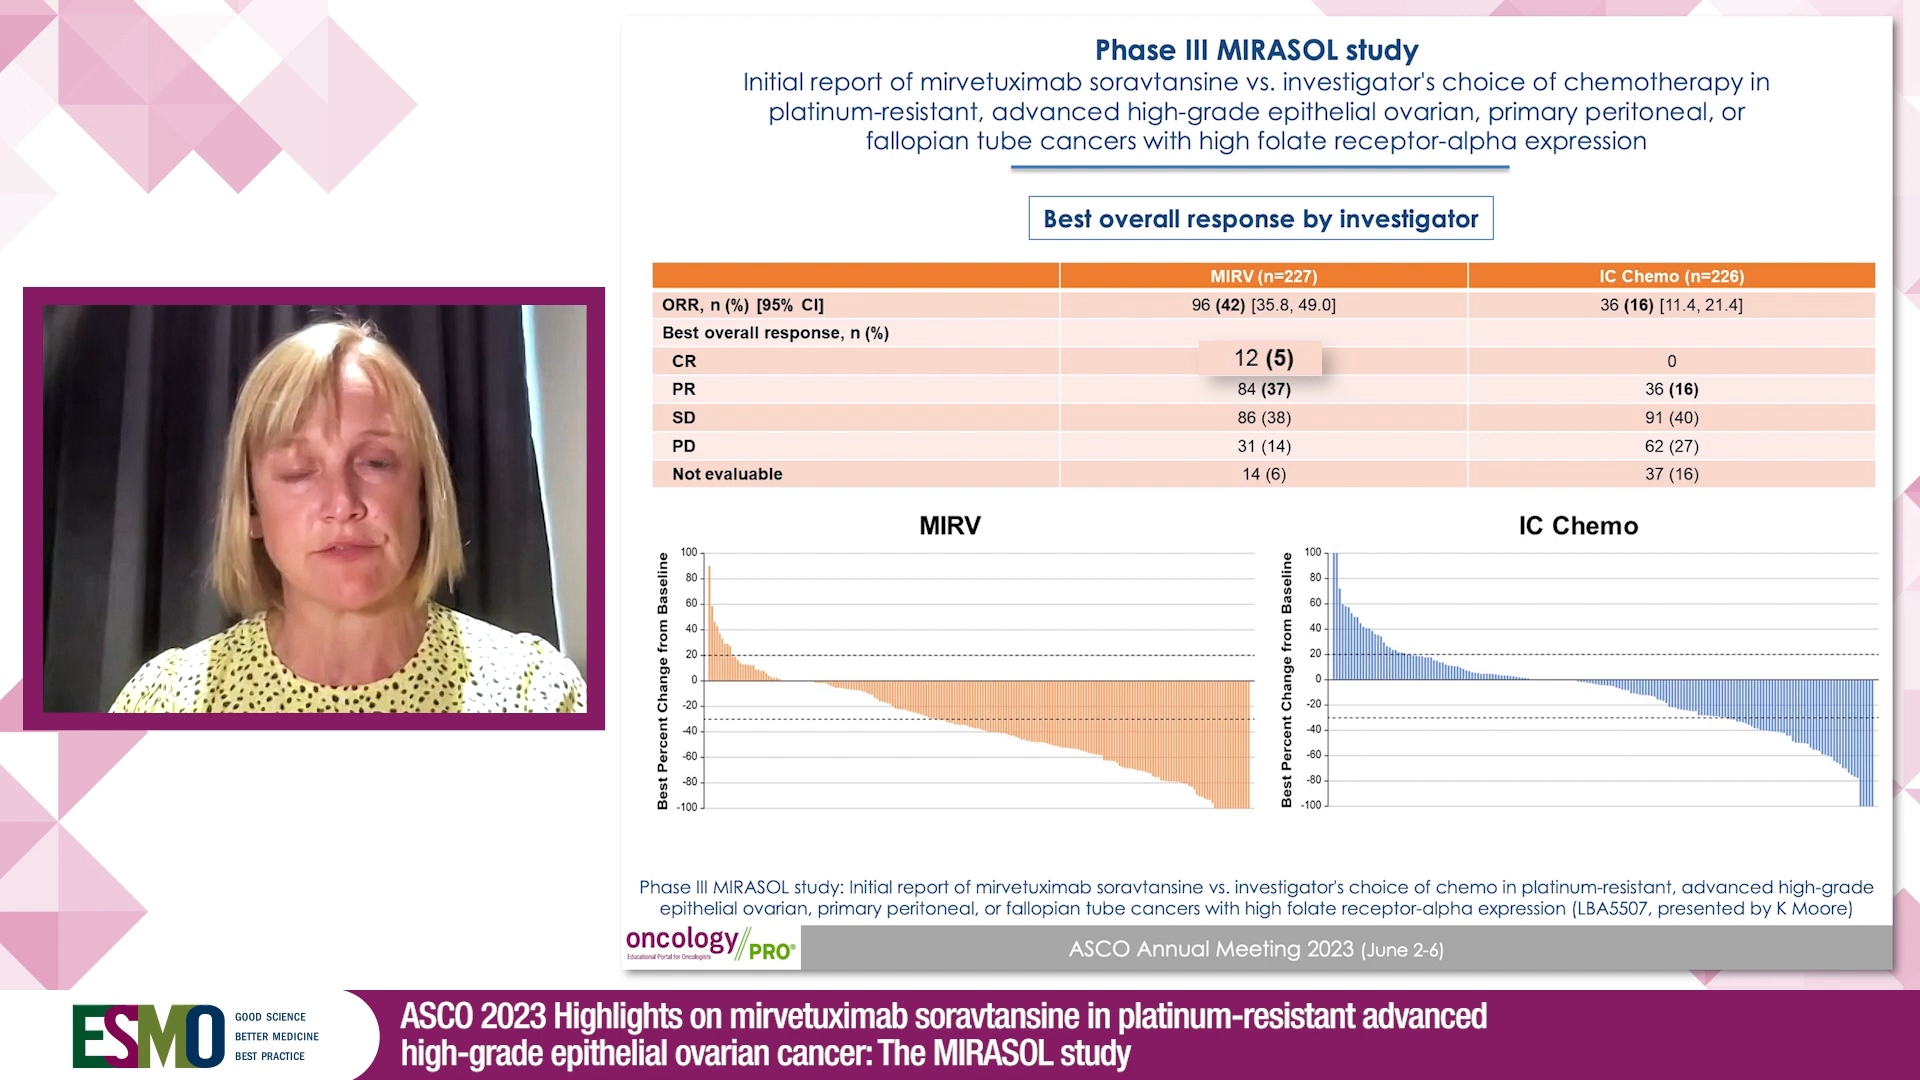 Phase III MIRASOL study
Initial report of mirvetuximab soravtansine vs. investigator's choice of chemotherapy in
platinum-resistant, advanced high-grade epithelial ovarian, primary peritoneal, or
fallopian tube cancers with high folate receptor-alpha expression
Best overall response by investigator
MIRV (n=227) IC Chemo (n=226)
ORR, n (%) [95% CI] 96 (42) [35.8, 49.0] 36 (16) [11.4, 21.4]
Best overall response, n (%)
CR 12 (5) 0
PR 84 (37) 36 (16)
SD 86 (38) 91 (40)
PD 31 (14) 62 (27)
Not evaluable 14 (6) 37 (16)
MIRV
Best Percent Change from Baseline
100
80
60
40
20
0
-20
-40
-60
-80
-100
IC Chemo
Best Percent Change from Baseline
100
80
60
40
20
0
-20
-40
-60
-80
-100
Phase III MIRASOL study: Initial report of mirvetuximab soravtansine vs. investigator's choice of chemo in platinum-resistant, advanced high-grade
epithelial ovarian, primary peritoneal, or fallopian tube cancers with high folate receptor-alpha expression (LBA5507, presented by K Moore)
oncology//PRO®
Educational Portal for Oncologists
ASCO Annual Meeting 2023 (June 2-6)
ESMO
GOOD SCIENCE
BETTER MEDICINE
BEST PRACTICE
ASCO 2023 Highlights on mirvetuximab soravtansine in platinum-resistant advanced
high-grade epithelial ovarian cancer: The MIRASOL study